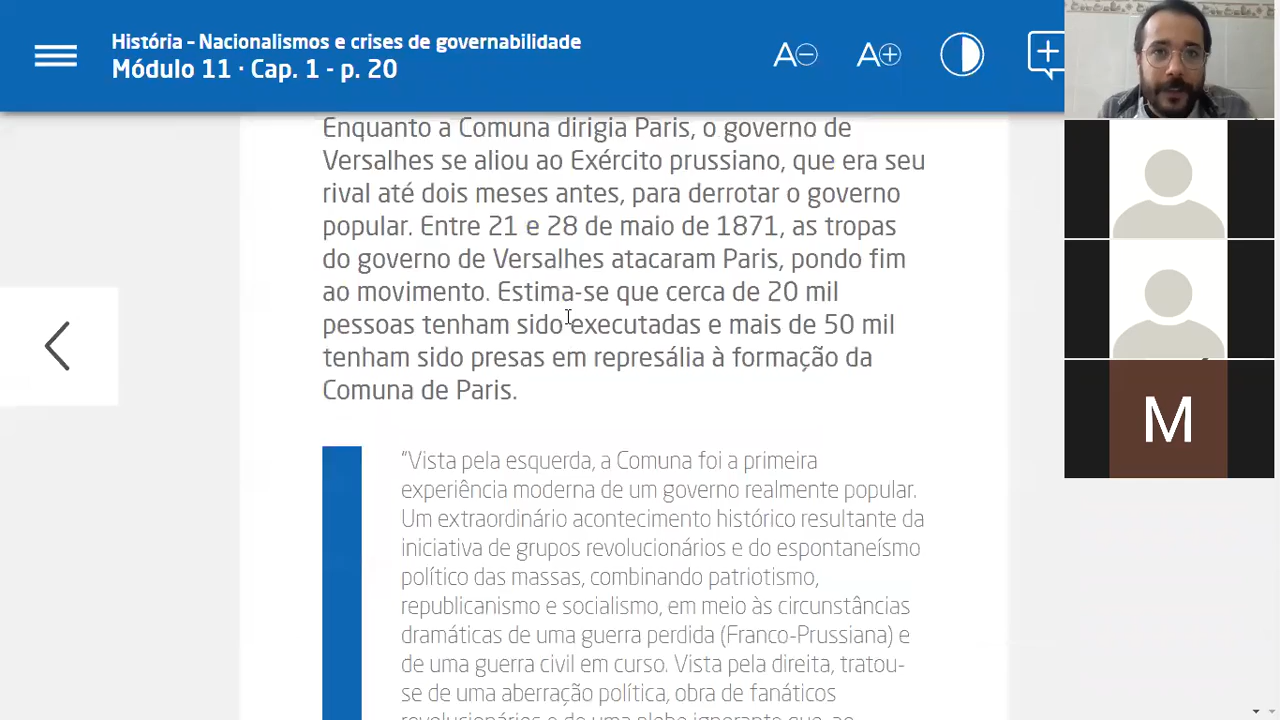 História – Nacionalismos e crises de governabilidade
Módulo 11 · Cap. 1 - p. 20
A-
A+
Enquanto a Comuna dirigia Paris, o governo de
Versalhes se aliou ao Exército prussiano, que era seu
rival até dois meses antes, para derrotar o governo
popular. Entre 21 e 28 de maio de 1871, as tropas
do governo de Versalhes atacaram Paris, pondo fim
ao movimento. Estima-se que cerca de 20 mil
pessoas tenham sido executadas e mais de 50 mil
tenham sido presas em represália à formação da
Comuna de Paris.
“Vista pela esquerda, a Comuna foi a primeira
experiência moderna de um governo realmente popular.
Um extraordinário acontecimento histórico resultante da
iniciativa de grupos revolucionários e do espontaneísmo
político das massas, combinando patriotismo,
republicanismo e socialismo, em meio às circunstâncias
dramáticas de uma guerra perdida (Franco-Prussiana) e
de uma guerra civil em curso. Vista pela direita, tratou-
se de uma aberração política, obra de fanáticos
revolucionários e de uma plebe ignorante que, ao
M